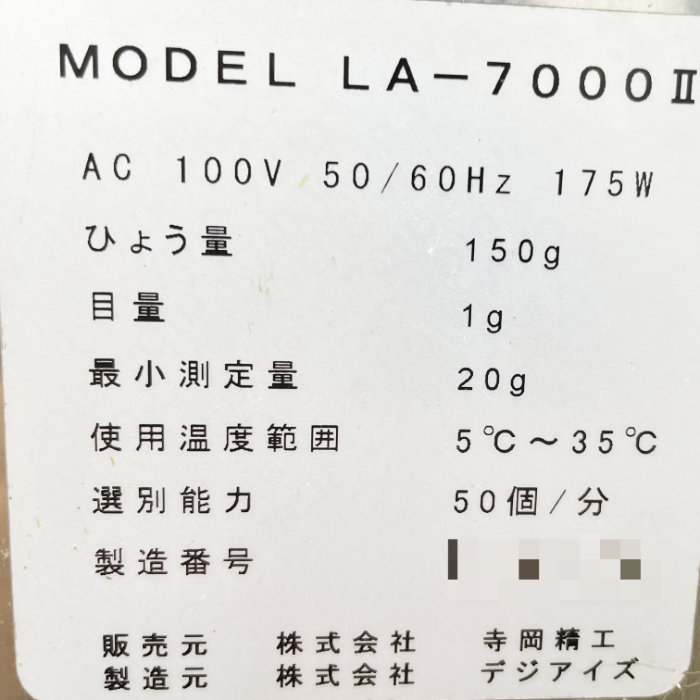 MODEL LA-7000Ⅱ
AC 100V 50/60Hz 175W
ひょう量 150g
目量 1g
最小測定量 20g
使用温度範囲 5℃～35℃
選別能力 50個/分
製造番号
販売元 株式会社 寺岡精工
製造元 株式会社 デジアイズ